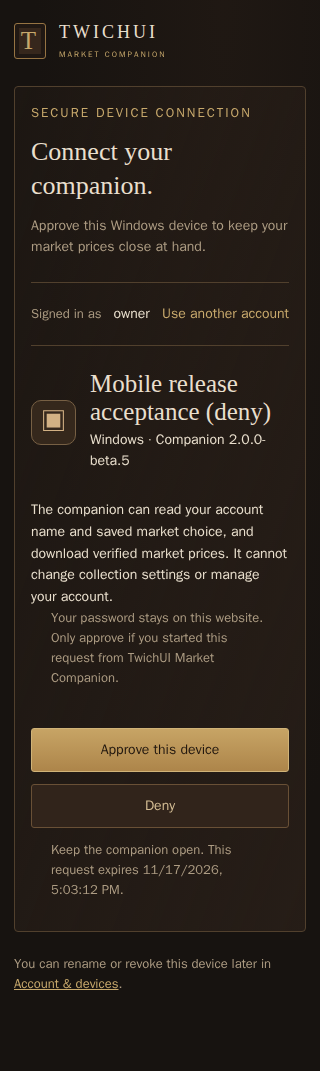 T
TWICHUI
MARKET COMPANION
SECURE DEVICE CONNECTION
Connect your
companion.
Approve this Windows device to keep your
market prices close at hand.
Signed in as owner Use another account
Mobile release
acceptance (deny)
Windows · Companion 2.0.0-
beta.5
The companion can read your account
name and saved market choice, and
download verified market prices. It cannot
change collection settings or manage
your account.
Your password stays on this website.
Only approve if you started this
request from TwichUI Market
Companion.
Approve this device
Deny
Keep the companion open. This
request expires 11/17/2026,
5:03:12 PM.
You can rename or revoke this device later in
Account & devices.